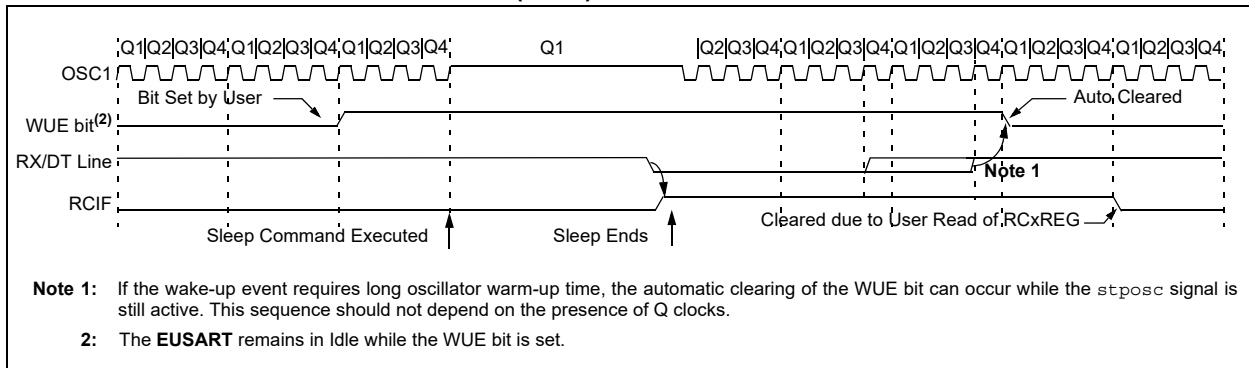 Q1|Q2|Q3|Q4|Q1|Q2|Q3|Q4|Q1|Q2|Q3|Q4 Q1 Q2|Q3|Q4|Q1|Q2|Q3|Q4|Q1|Q2|Q3|Q4|Q1|Q2|Q3|Q4|Q1|Q2|Q3|Q4
OSC1
Bit Set by User Auto Cleared
WUE bit(2)
RX/DT Line
Note 1
RCIF
Cleared due to User Read of RCxREG
Sleep Command Executed Sleep Ends
Note 1: If the wake-up event requires long oscillator warm-up time, the automatic clearing of the WUE bit can occur while the stposc signal is
still active. This sequence should not depend on the presence of Q clocks.
2: The EUSART remains in Idle while the WUE bit is set.